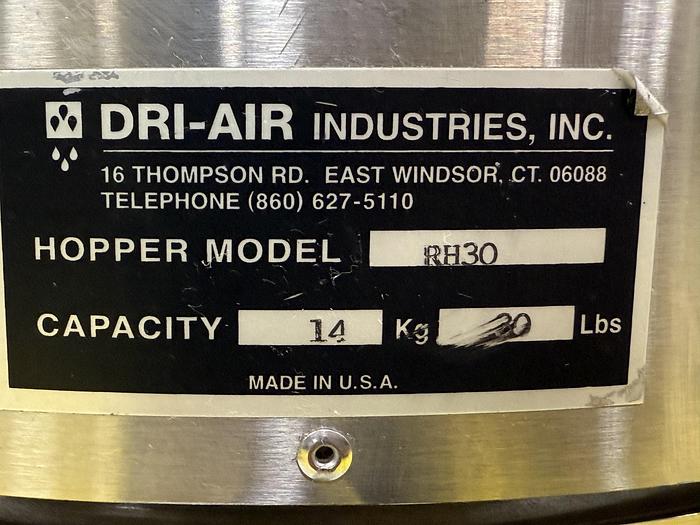 DRI-AIR INDUSTRIES, INC.
16 THOMPSON RD. EAST WINDSOR, CT. 06088
TELEPHONE (860) 627-5110
HOPPER MODEL RH30
CAPACITY 14 Kg 30 Lbs
MADE IN U.S.A.